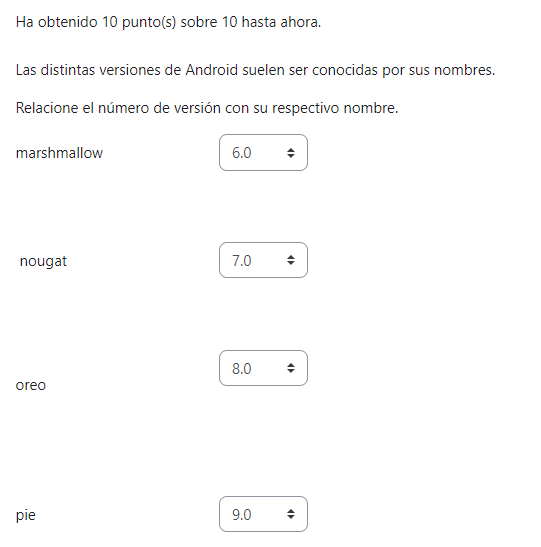 Ha obtenido 10 punto(s) sobre 10 hasta ahora.
Las distintas versiones de Android suelen ser conocidas por sus nombres.
Relacione el número de versión con su respectivo nombre.
marshmallow 6.0
nougat 7.0
oreo 8.0
pie 9.0